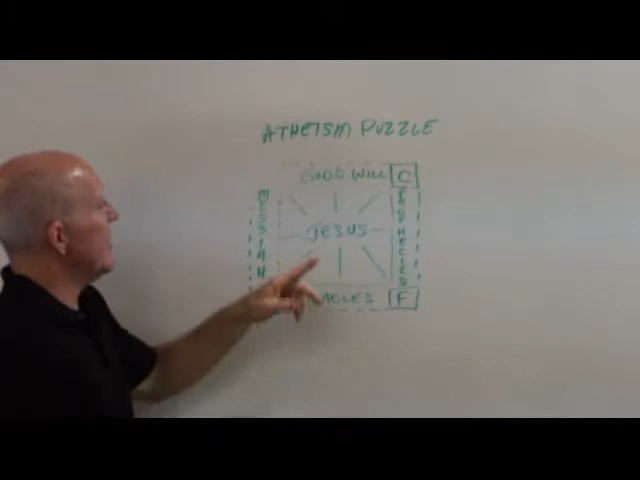 ATHEISM PUZZLE
GOOD WILL C
MESSIAH
JESUS
PROPHECIES
F